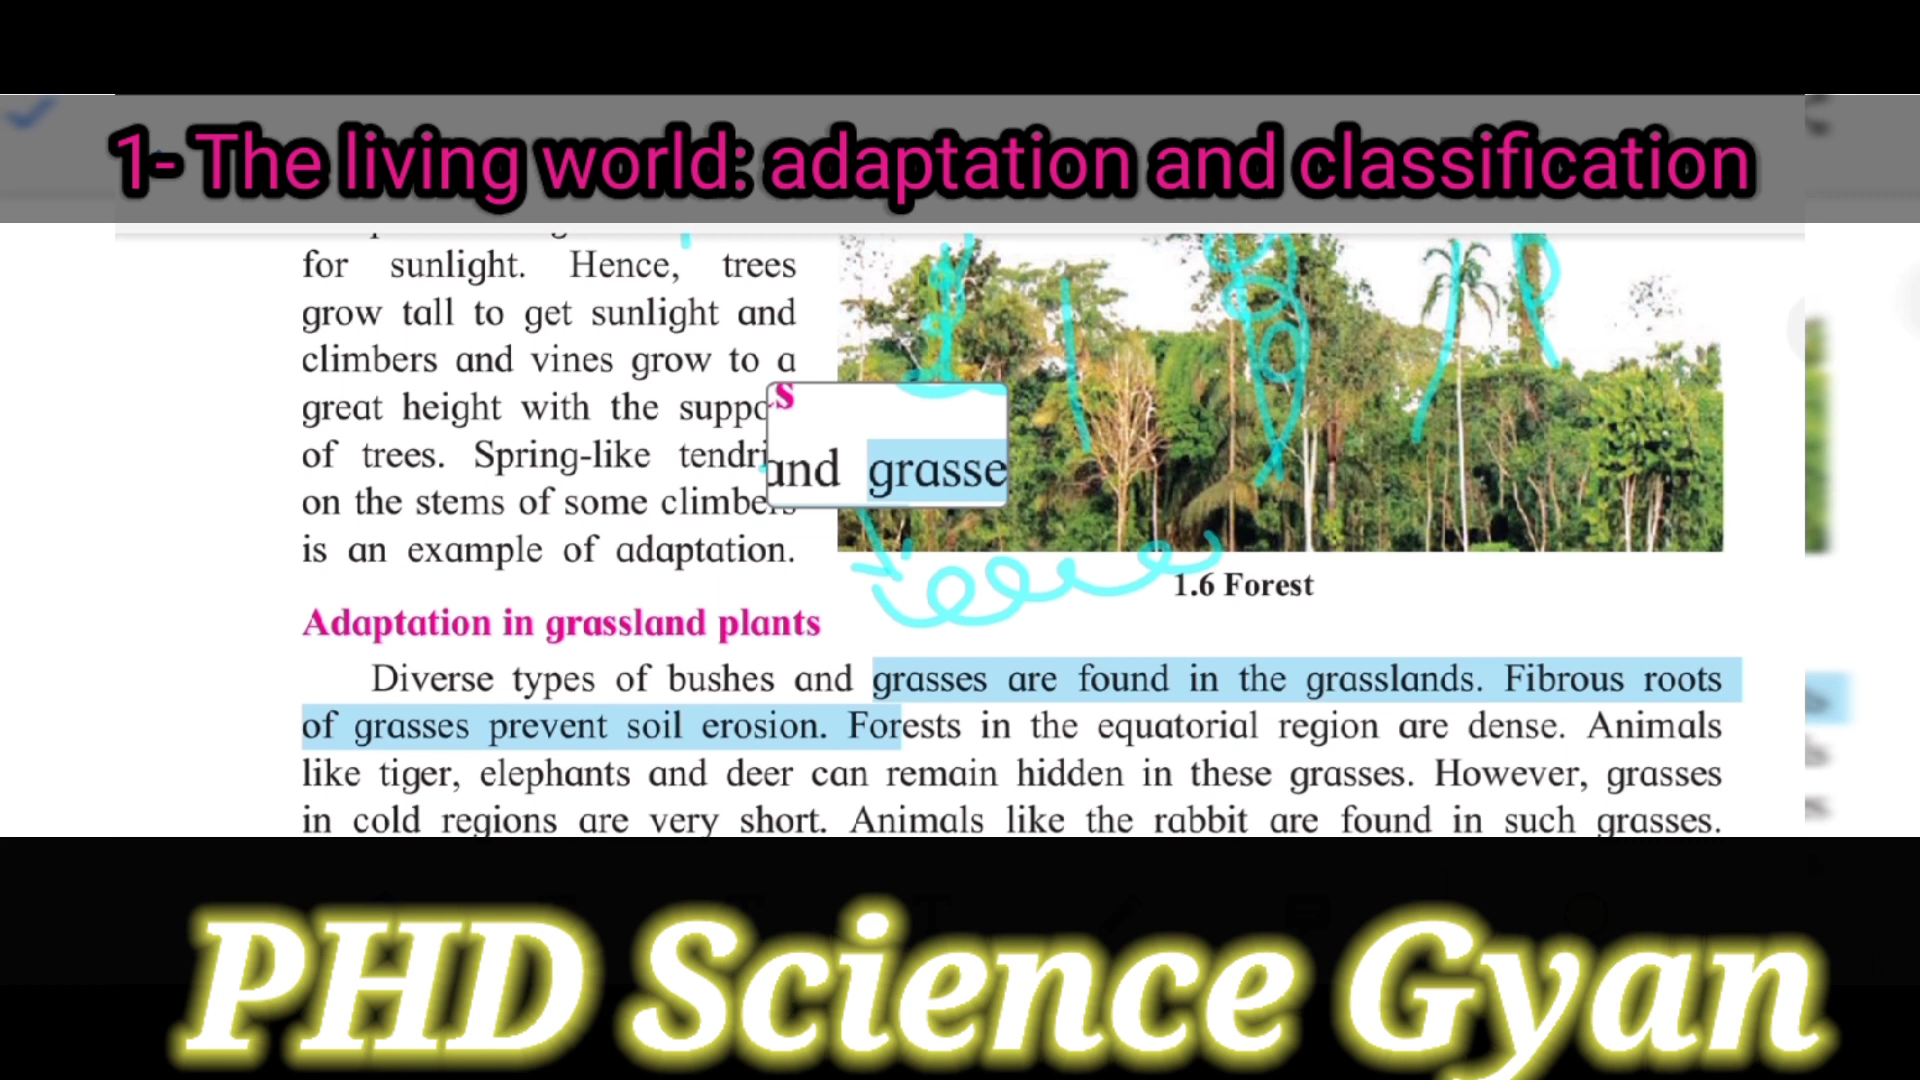 1- The living world: adaptation and classification
for sunlight. Hence, trees
grow tall to get sunlight and
climbers and vines grow to a
great height with the suppo
of trees. Spring-like tendri
on the stems of some climbers
is an example of adaptation.
s
and grasse
1.6 Forest
Adaptation in grassland plants
Diverse types of bushes and grasses are found in the grasslands. Fibrous roots
of grasses prevent soil erosion. Forests in the equatorial region are dense. Animals
like tiger, elephants and deer can remain hidden in these grasses. However, grasses
in cold regions are very short. Animals like the rabbit are found in such grasses.
PHD Science Gyan